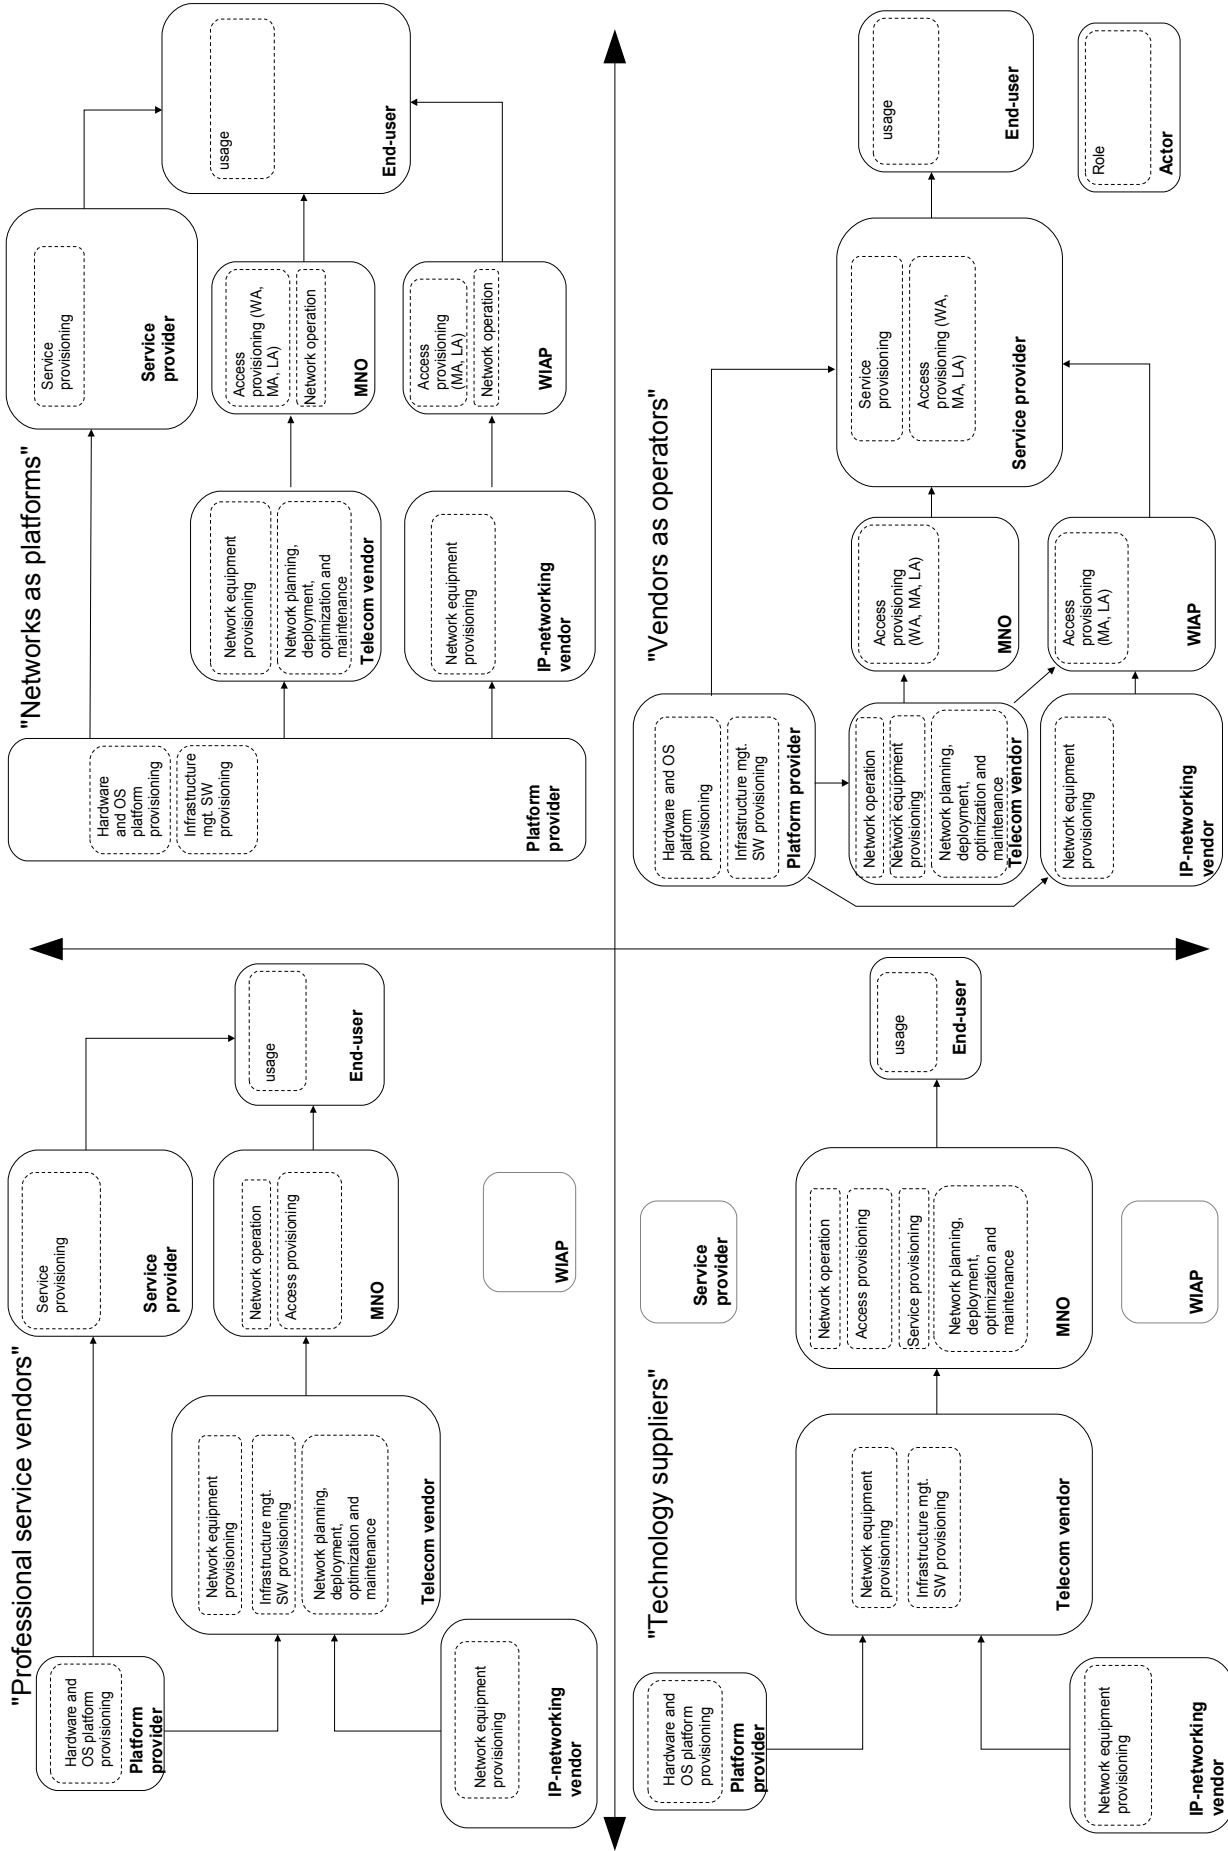 "Professional service vendors"
Hardware and
OS platform
provisioning
Platform
provider
Service
provisioning
Service
provider
Network equipment
provisioning
Infrastructure mgt.
SW provisioning
Network planning,
deployment,
optimization and
maintenance
Telecom vendor
Network operation
Access provisioning
MNO
usage
End-user
Network equipment
provisioning
IP-networking
vendor
WIAP
"Networks as platforms"
Hardware
and OS
platform
provisioning
Infrastructure
mgt. SW
provisioning
Platform
provider
Service
provisioning
Service
provider
Network equipment
provisioning
Network planning,
deployment,
optimization and
maintenance
Telecom vendor
Access
provisioning (WA,
MA, LA)
Network operation
MNO
usage
End-user
Network equipment
provisioning
IP-networking
vendor
Access
provisioning
(MA, LA)
Network operation
WIAP
"Technology suppliers"
Hardware and
OS platform
provisioning
Platform
provider
Service
provider
Network equipment
provisioning
Infrastructure mgt.
SW provisioning
Telecom vendor
Network operation
Access provisioning
Service provisioning
Network planning,
deployment,
optimization and
maintenance
MNO
usage
End-user
Network equipment
provisioning
IP-networking
vendor
WIAP
"Vendors as operators"
Hardware and OS
platform
provisioning
Infrastructure mgt.
SW provisioning
Platform provider
Network operation
Network equipment
provisioning
Network planning,
deployment,
optimization and
maintenance
Telecom vendor
Access
provisioning
(WA, MA, LA)
MNO
Service
provisioning
Access
provisioning (WA,
MA, LA)
Service provider
usage
End-user
Network equipment
provisioning
IP-networking
vendor
Access
provisioning
(MA, LA)
WIAP
Role
Actor